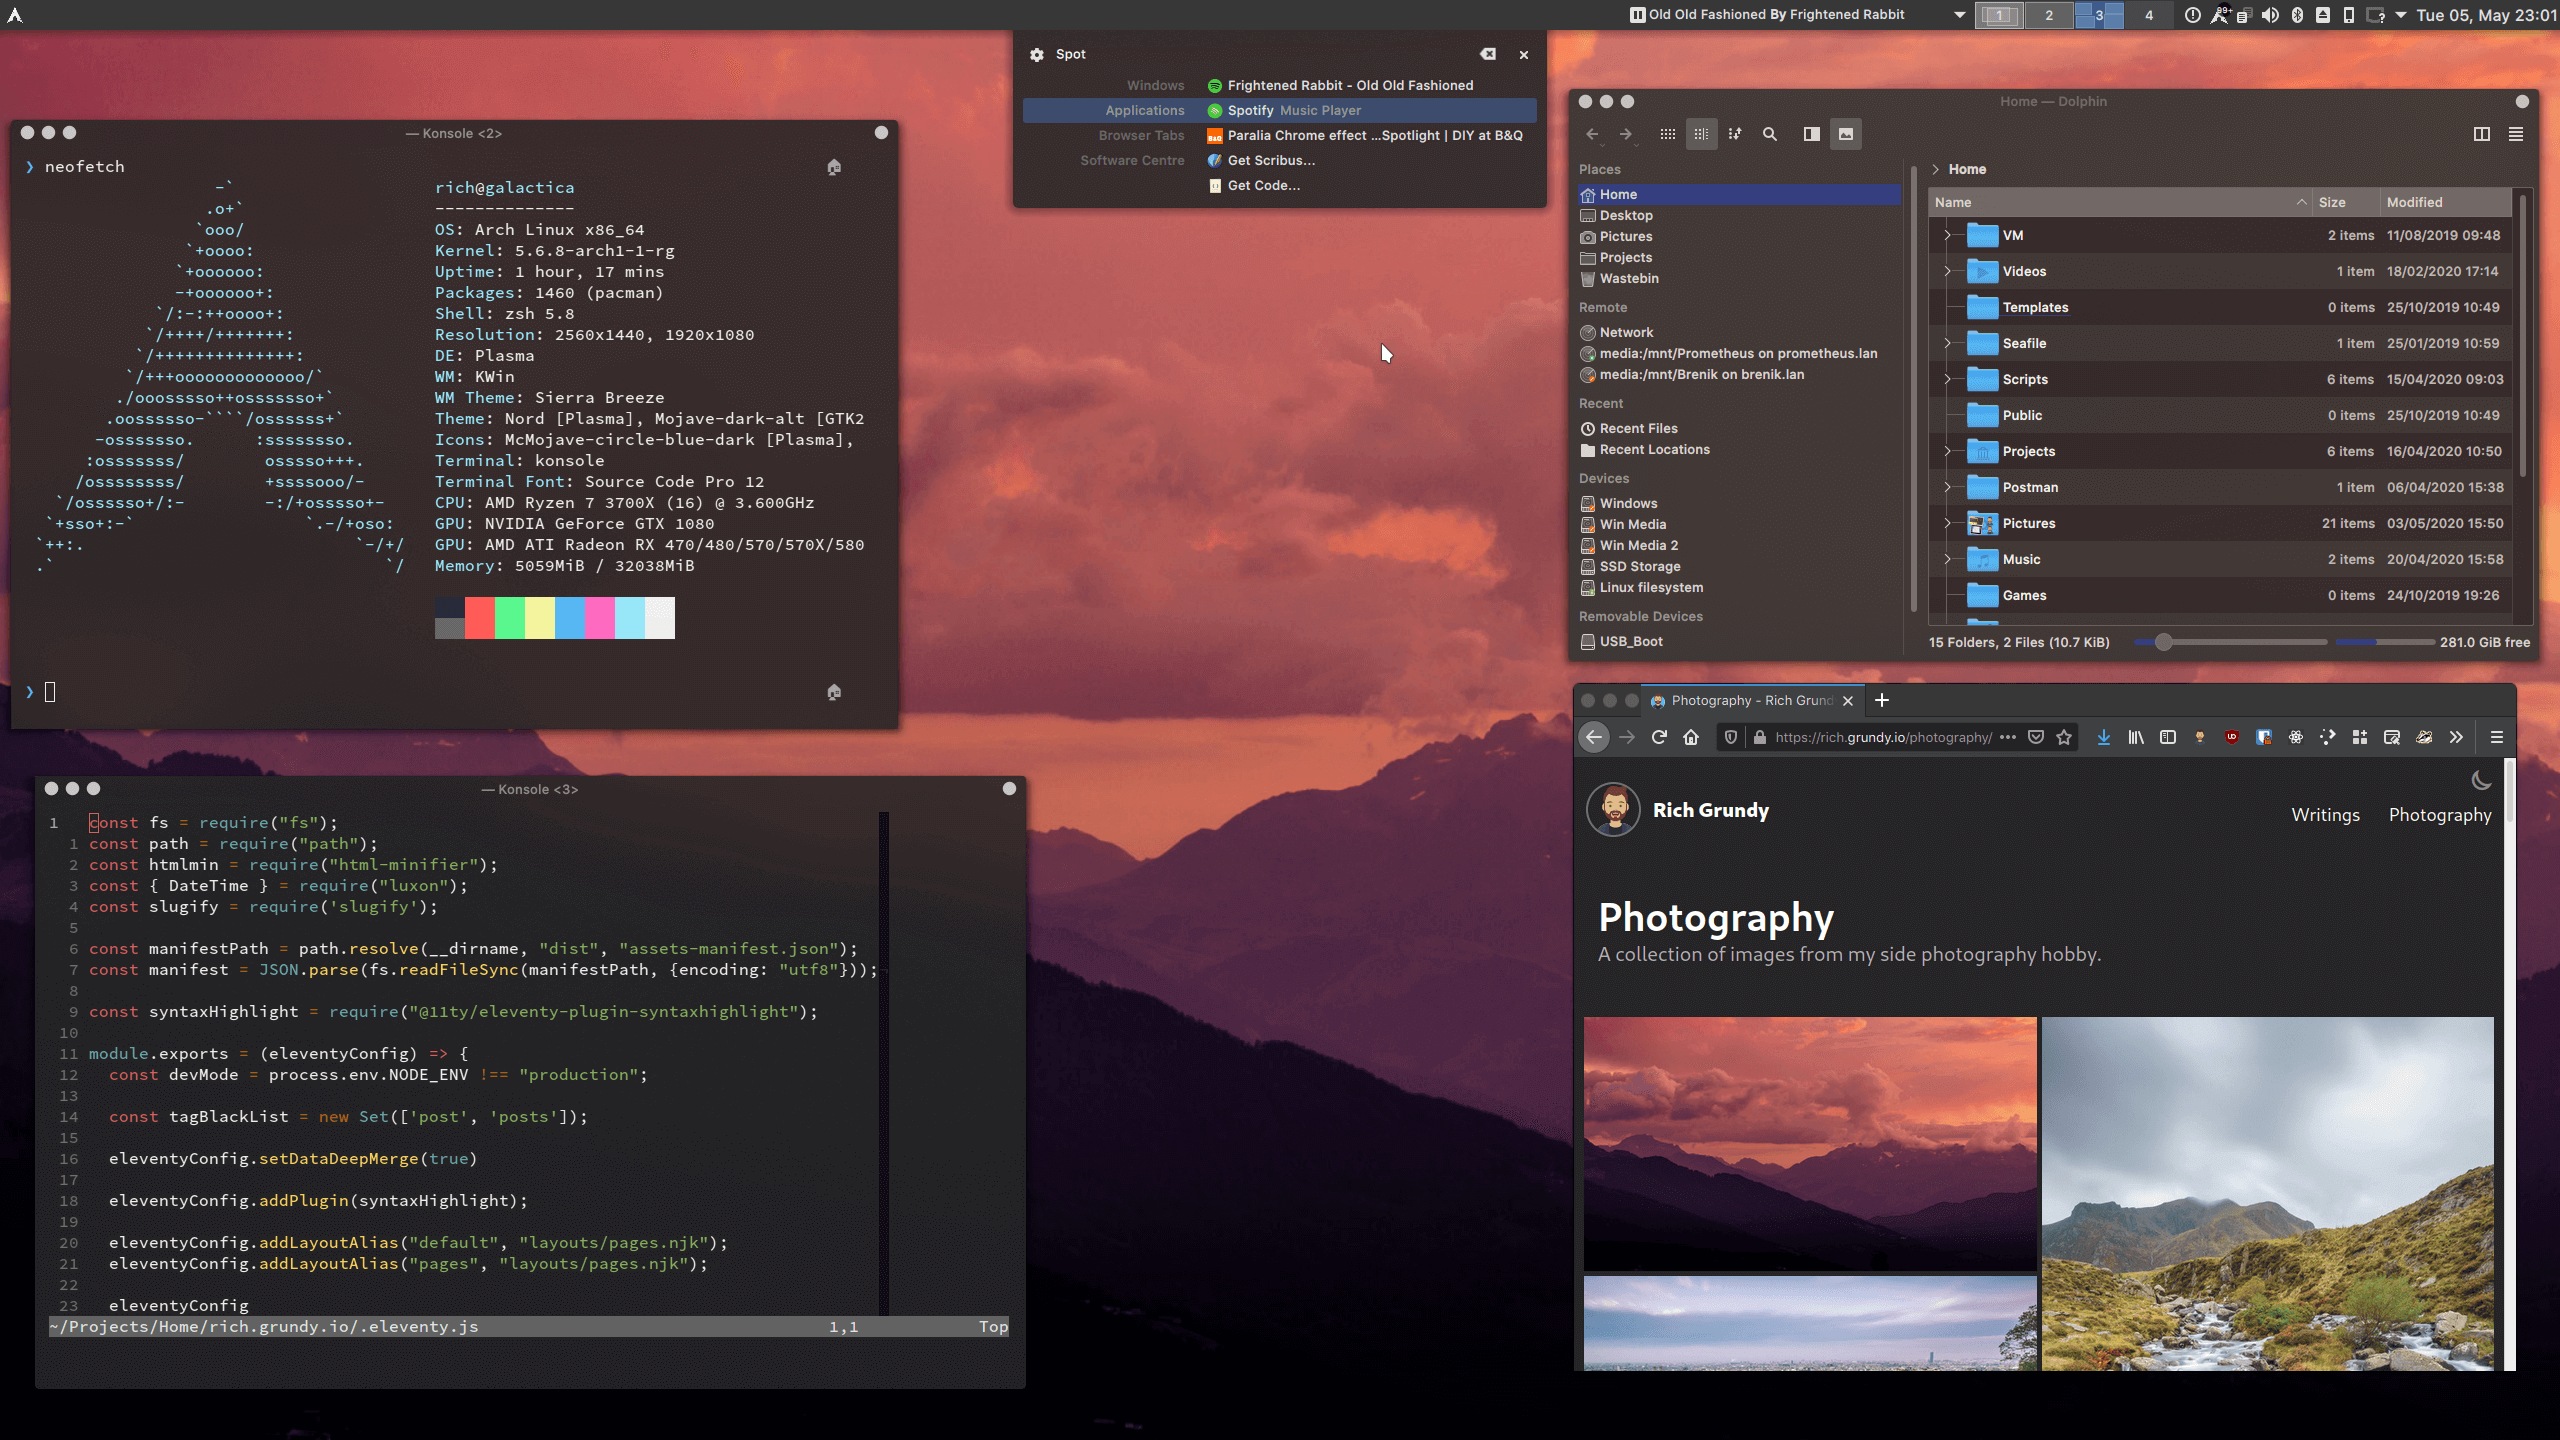 Old Old Fashioned By Frightened Rabbit
1
2
3
4
99+
Tue 05, May 23:01
Spot
Windows Frightened Rabbit - Old Old Fashioned
Applications Spotify Music Player
Browser Tabs Paralia Chrome effect ...Spotlight | DIY at B&Q
Software Centre Get Scribus...
Get Code...
— Konsole <2>
❯ neofetch
-`
.o+`
`ooo/
`+oooo:
`+oooooo:
-+oooooo+:
`/:-:++oooo+:
`/++++/+++++++:
`/++++++++++++++:
`/+++ooooooooooooo/`
./ooosssso++osssssso+`
.oossssso-````/ossssss+`
-osssssso. :ssssssso.
:osssssss/ osssso+++.
/ossssssss/ +ssssooo/-
`/ossssso+/:- -:/+osssso+-
`+sso+:-` `.-/+oso:
`++:. `-/+/
.` `/
rich@galactica
--------------
OS: Arch Linux x86_64
Kernel: 5.6.8-arch1-1-rg
Uptime: 1 hour, 17 mins
Packages: 1460 (pacman)
Shell: zsh 5.8
Resolution: 2560x1440, 1920x1080
DE: Plasma
WM: KWin
WM Theme: Sierra Breeze
Theme: Nord [Plasma], Mojave-dark-alt [GTK2
Icons: McMojave-circle-blue-dark [Plasma],
Terminal: konsole
Terminal Font: Source Code Pro 12
CPU: AMD Ryzen 7 3700X (16) @ 3.600GHz
GPU: NVIDIA GeForce GTX 1080
GPU: AMD ATI Radeon RX 470/480/570/570X/580
Memory: 5059MiB / 32038MiB
❯
Home — Dolphin
Places
Home
Desktop
Pictures
Projects
Wastebin
Remote
Network
media:/mnt/Prometheus on prometheus.lan
media:/mnt/Brenik on brenik.lan
Recent
Recent Files
Recent Locations
Devices
Windows
Win Media
Win Media 2
SSD Storage
Linux filesystem
Removable Devices
USB_Boot
Home
Name Size Modified
VM 2 items 11/08/2019 09:48
Videos 1 item 18/02/2020 17:14
Templates 0 items 25/10/2019 10:49
Seafile 1 item 25/01/2019 10:59
Scripts 6 items 15/04/2020 09:03
Public 0 items 25/10/2019 10:49
Projects 6 items 16/04/2020 10:50
Postman 1 item 06/04/2020 15:38
Pictures 21 items 03/05/2020 15:50
Music 2 items 20/04/2020 15:58
Games 0 items 24/10/2019 19:26
15 Folders, 2 Files (10.7 KiB) 281.0 GiB free
— Konsole <3>
1 const fs = require("fs");
1 const path = require("path");
2 const htmlmin = require("html-minifier");
3 const { DateTime } = require("luxon");
4 const slugify = require('slugify');
5
6 const manifestPath = path.resolve(__dirname, "dist", "assets-manifest.json");
7 const manifest = JSON.parse(fs.readFileSync(manifestPath, {encoding: "utf8"}));
8
9 const syntaxHighlight = require("@11ty/eleventy-plugin-syntaxhighlight");
10
11 module.exports = (eleventyConfig) => {
12 const devMode = process.env.NODE_ENV !== "production";
13
14 const tagBlackList = new Set(['post', 'posts']);
15
16 eleventyConfig.setDataDeepMerge(true)
17
18 eleventyConfig.addPlugin(syntaxHighlight);
19
20 eleventyConfig.addLayoutAlias("default", "layouts/pages.njk");
21 eleventyConfig.addLayoutAlias("pages", "layouts/pages.njk");
22
23 eleventyConfig
~/Projects/Home/rich.grundy.io/.eleventy.js 1,1 Top
Photography - Rich Grund
https://rich.grundy.io/photography/
Rich Grundy
Writings Photography
Photography
A collection of images from my side photography hobby.